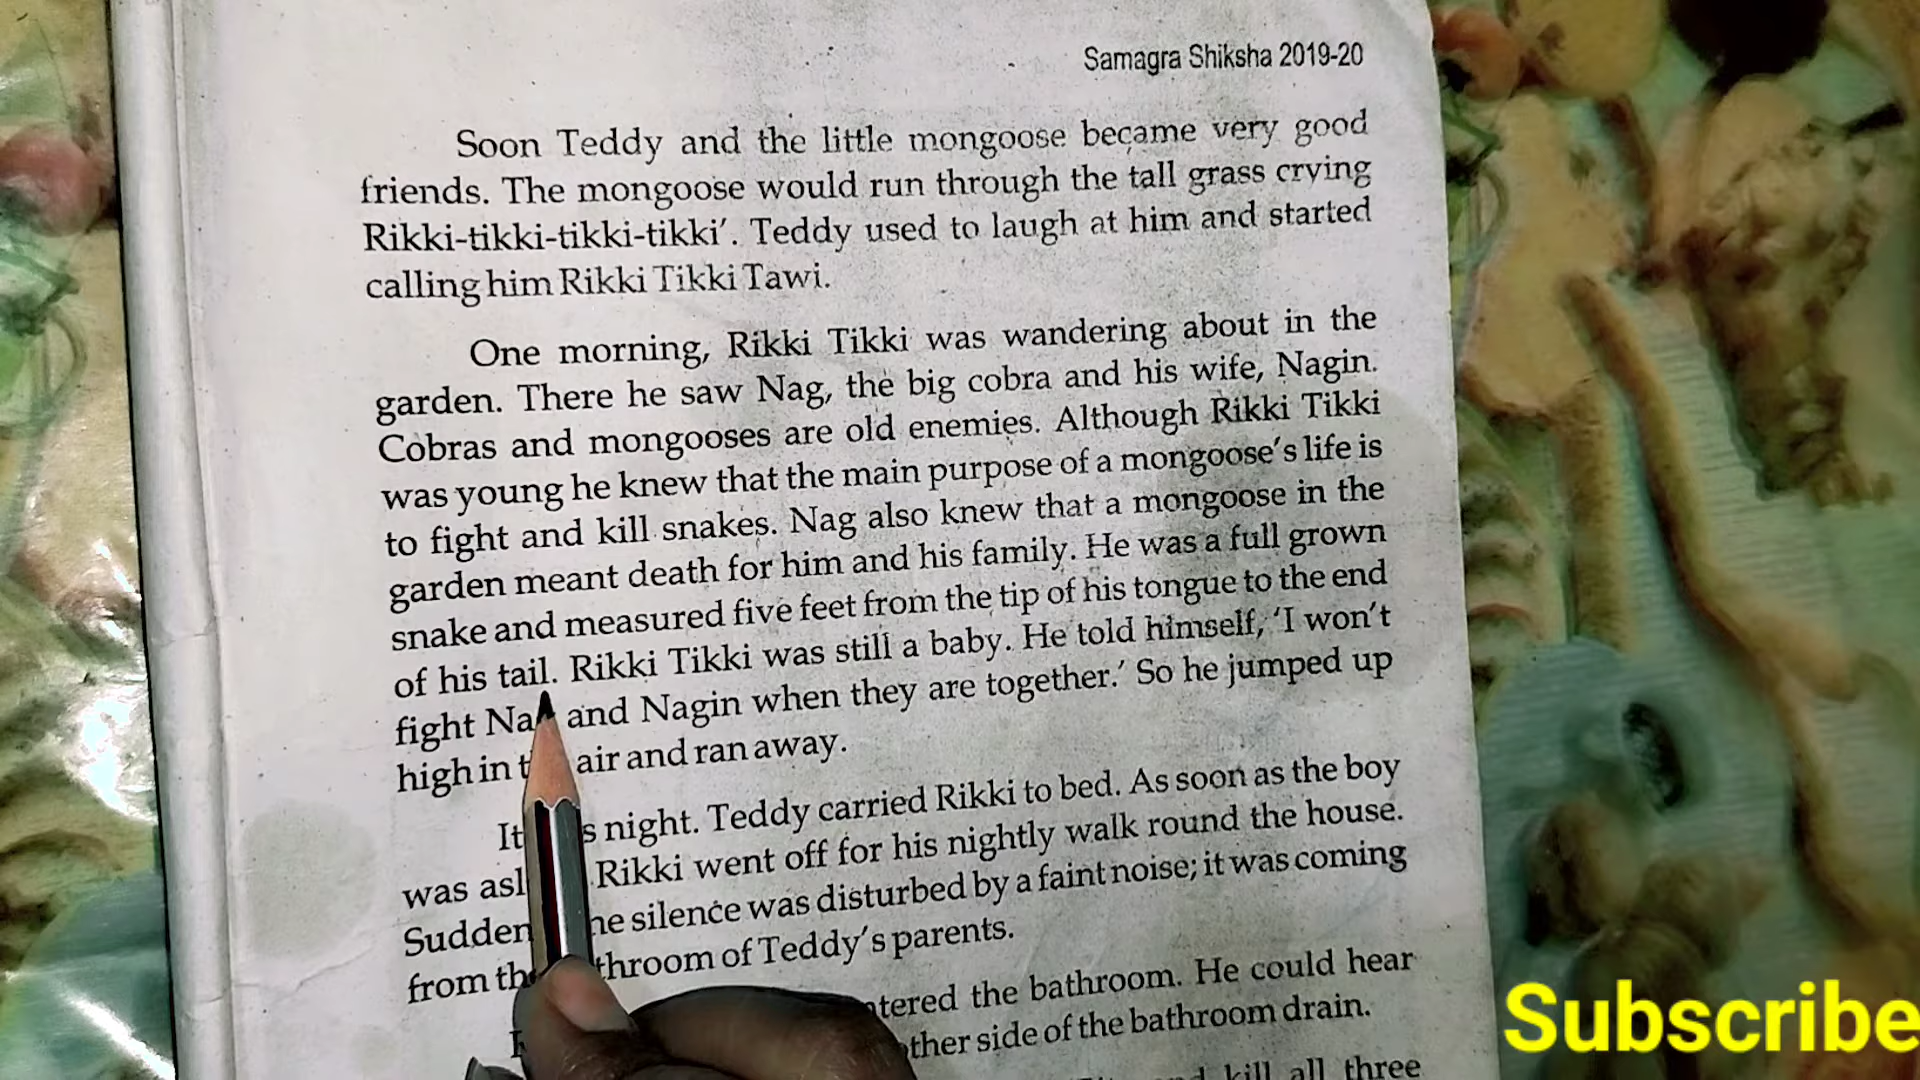 Samagra Shiksha 2019-20
Soon Teddy and the little mongoose became very good
friends. The mongoose would run through the tall grass crying
Rikki-tikki-tikki-tikki'. Teddy used to laugh at him and started
calling him Rikki Tikki Tawi.
One morning, Rikki Tikki was wandering about in the
garden. There he saw Nag, the big cobra and his wife, Nagin.
Cobras and mongooses are old enemies. Although Rikki Tikki
was young he knew that the main purpose of a mongoose's life is
to fight and kill snakes. Nag also knew that a mongoose in the
garden meant death for him and his family. He was a full grown
snake and measured five feet from the tip of his tongue to the end
of his tail. Rikki Tikki was still a baby. He told himself, 'I won't
fight and Nagin when they are together.' So he jumped up
high in air and ran away.
It night. Teddy carried Rikki to bed. As soon as the boy
was Rikki went off for his nightly walk round the house.
silence was disturbed by a faint noise; it was coming
from of Teddy's parents.
the bathroom. He could hear
side of the bathroom drain.
kill all three
Subscribe